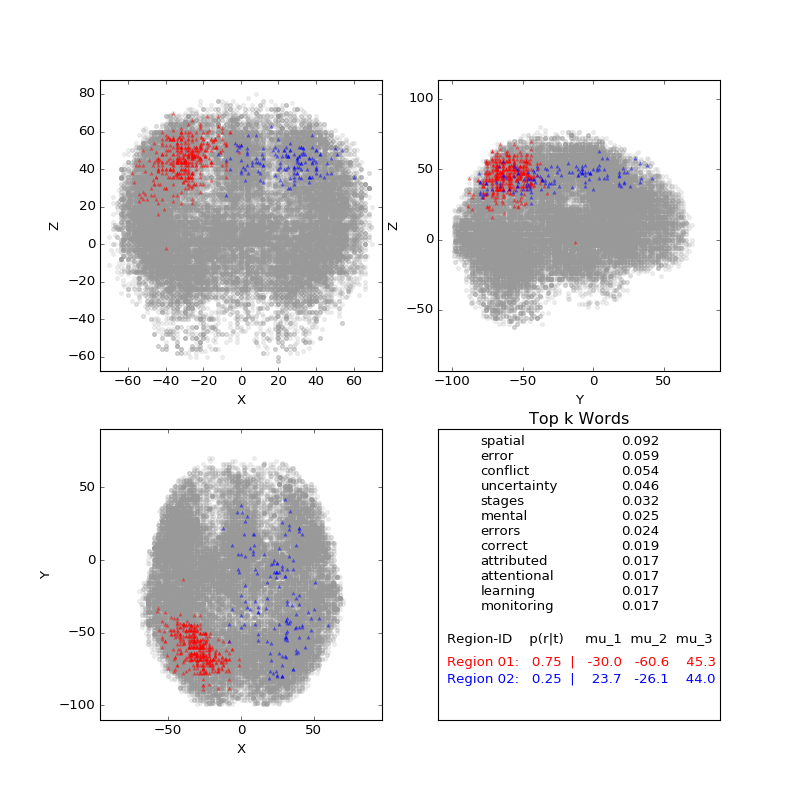 80
60
40
20
0
−20
−40
−60
Z
−60 −40 −20 0 20 40 60
X
100
50
0
−50
Z
−100 −50 0 50
Y
50
0
−50
−100
Y
−50 0 50
X
Top k Words
spatial 0.092
error 0.059
conflict 0.054
uncertainty 0.046
stages 0.032
mental 0.025
errors 0.024
correct 0.019
attributed 0.017
attentional 0.017
learning 0.017
monitoring 0.017
Region-ID p(r|t) mu_1 mu_2 mu_3
Region 01: 0.75 | -30.0 -60.6 45.3
Region 02: 0.25 | 23.7 -26.1 44.0